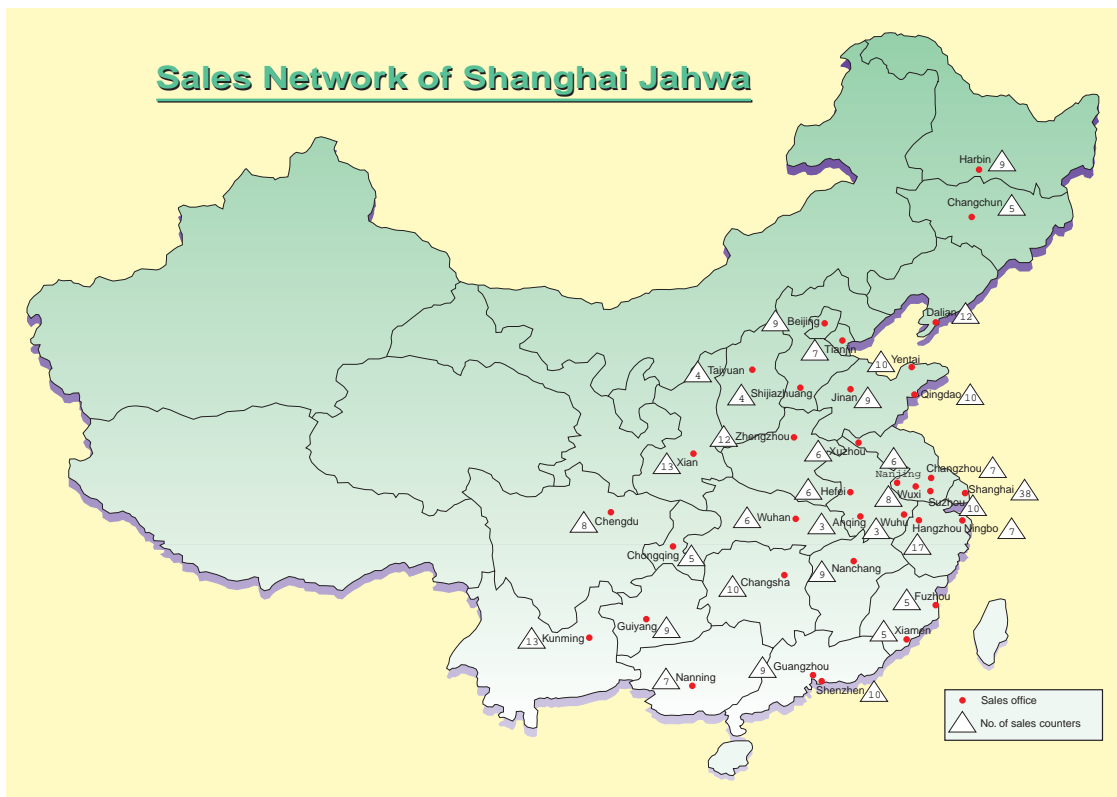 Sales Network of Shanghai Jahwa
Harbin 9
Changchun 5
Dalian 12
9 Beijing
7 Tianjin
10 Yentai
4 Taiyuan
4 Shijiazhuang
Jinan 9
Qingdao 10
12 Zhengzhou
6 Xuzhou
13 Xian
6
Nanjing
Changzhou 7
6 Hefei
8 Wuxi
Suzhou 10
Shanghai 38
8 Chengdu
6 Wuhan
3 Anqing
3 Wuhu
Hangzhou 17
Ningbo 7
Chongqing 5
10 Changsha
9 Nanchang
5 Fuzhou
Guiyang 9
13 Kunming
5 Xiamen
7 Nanning
9 Guangzhou
Shenzhen 10
Sales office
No. of sales counters